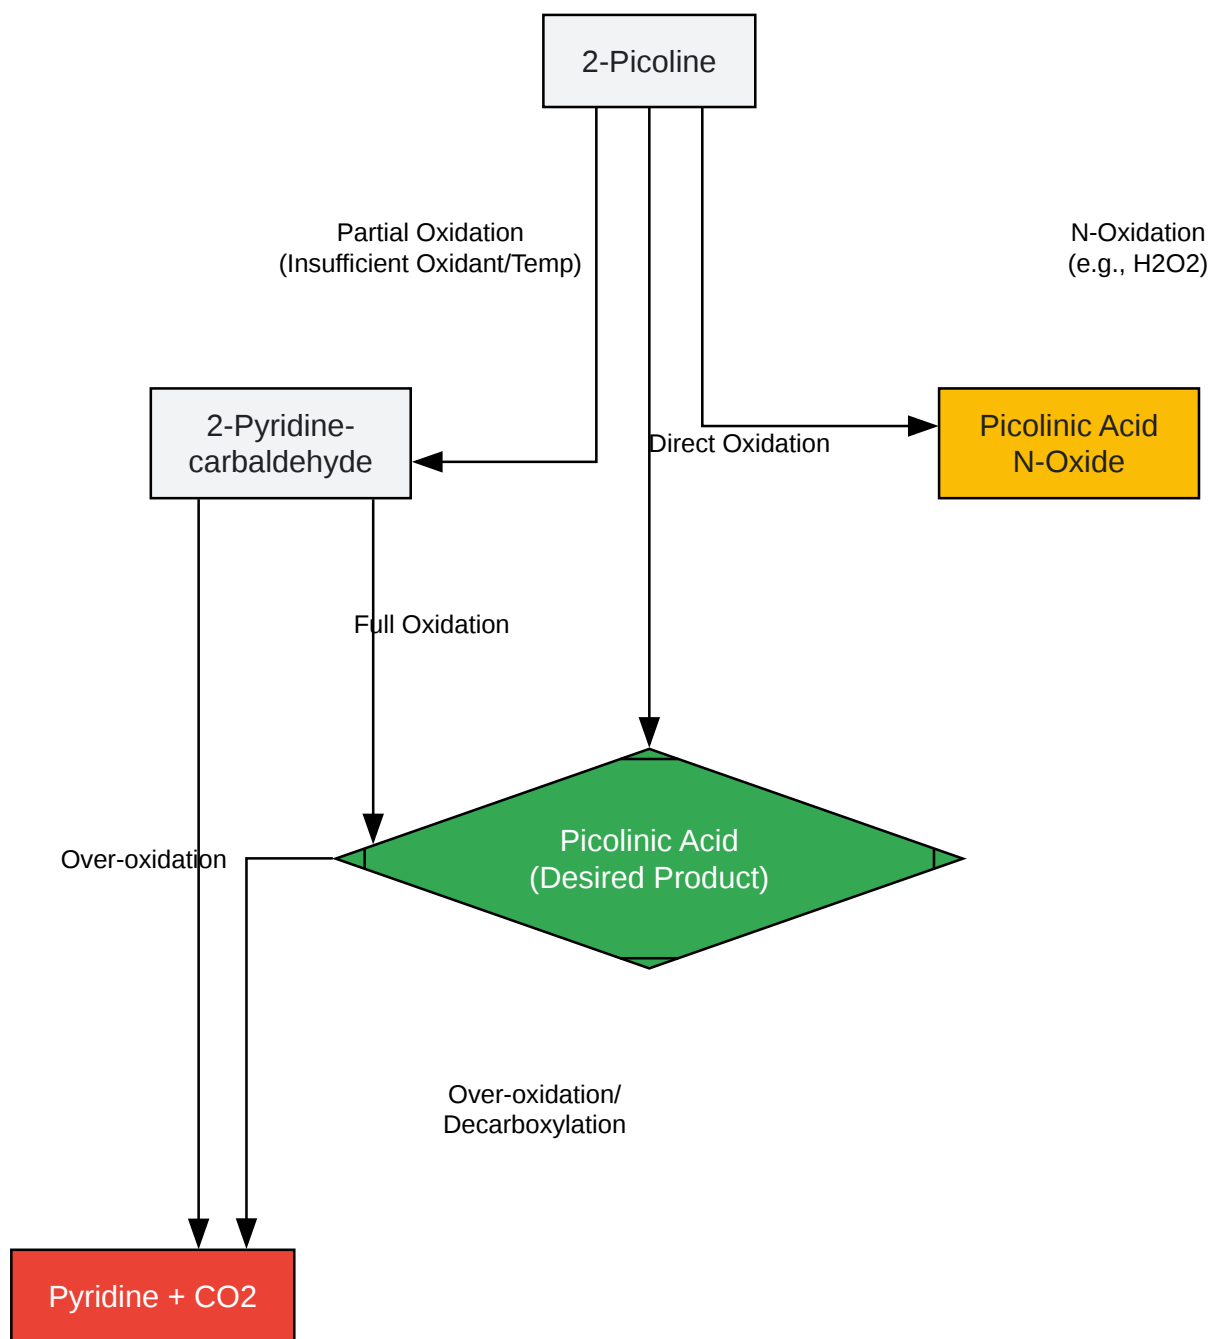 2-Picoline
Partial Oxidation
(Insufficient Oxidant/Temp)
N-Oxidation
(e.g., H2O2)
2-Pyridine-
carbaldehyde
Direct Oxidation
Picolinic Acid
N-Oxide
Full Oxidation
Over-oxidation
Picolinic Acid
(Desired Product)
Over-oxidation/
Decarboxylation
Pyridine + CO2